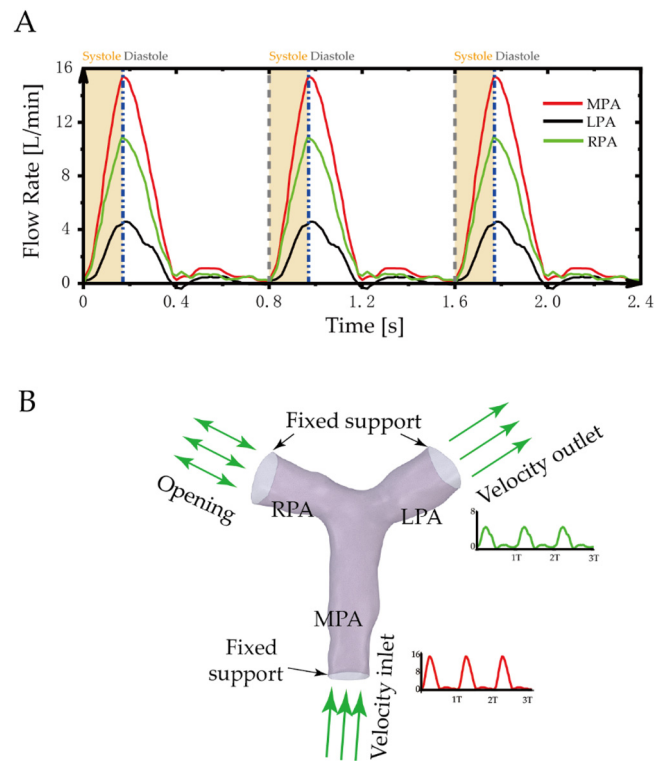 A
Systole Diastole Systole Diastole Systole Diastole
16
12
8
4
0
Flow Rate [L/min]
MPA
LPA
RPA
0 0.4 0.8 1.2 1.6 2.0 2.4
Time [s]
B
Fixed support
Opening
RPA
LPA
Velocity outlet
8
0
1T 2T 3T
MPA
Fixed
support
Velocity inlet
16
8
0
1T 2T 3T